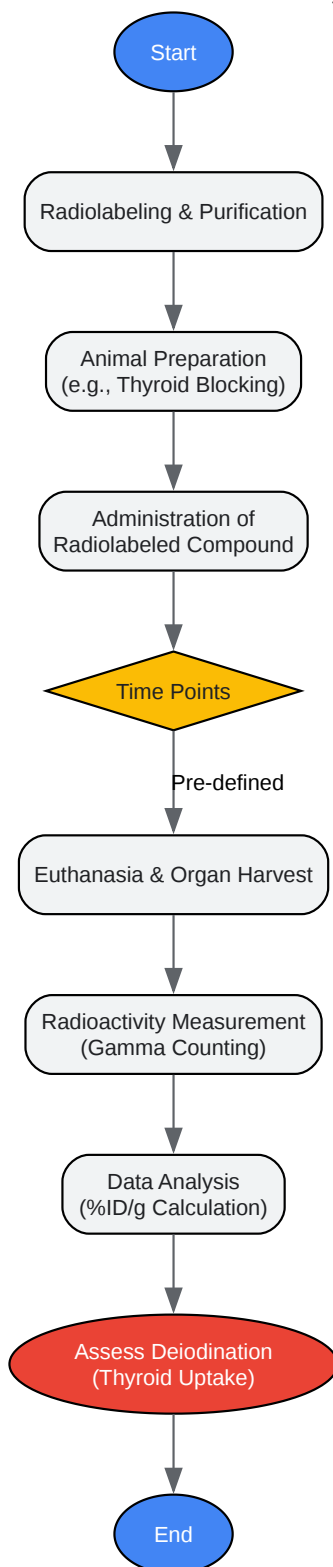 Start
Radiolabeling & Purification
Animal Preparation
(e.g., Thyroid Blocking)
Administration of
Radiolabeled Compound
Time Points
Pre-defined
Euthanasia & Organ Harvest
Radioactivity Measurement
(Gamma Counting)
Data Analysis
(%ID/g Calculation)
Assess Deiodination
(Thyroid Uptake)
End